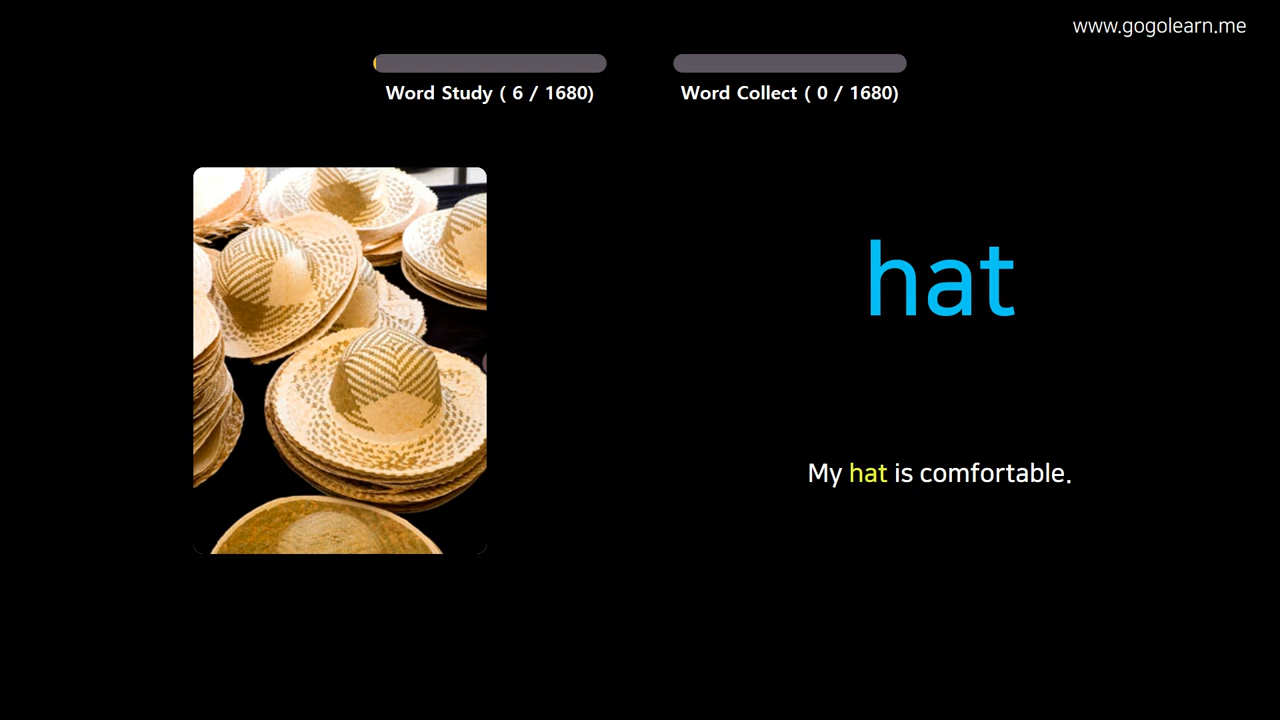 www.gogolearn.me
Word Study ( 6 / 1680)
Word Collect ( 0 / 1680)
hat
My hat is comfortable.